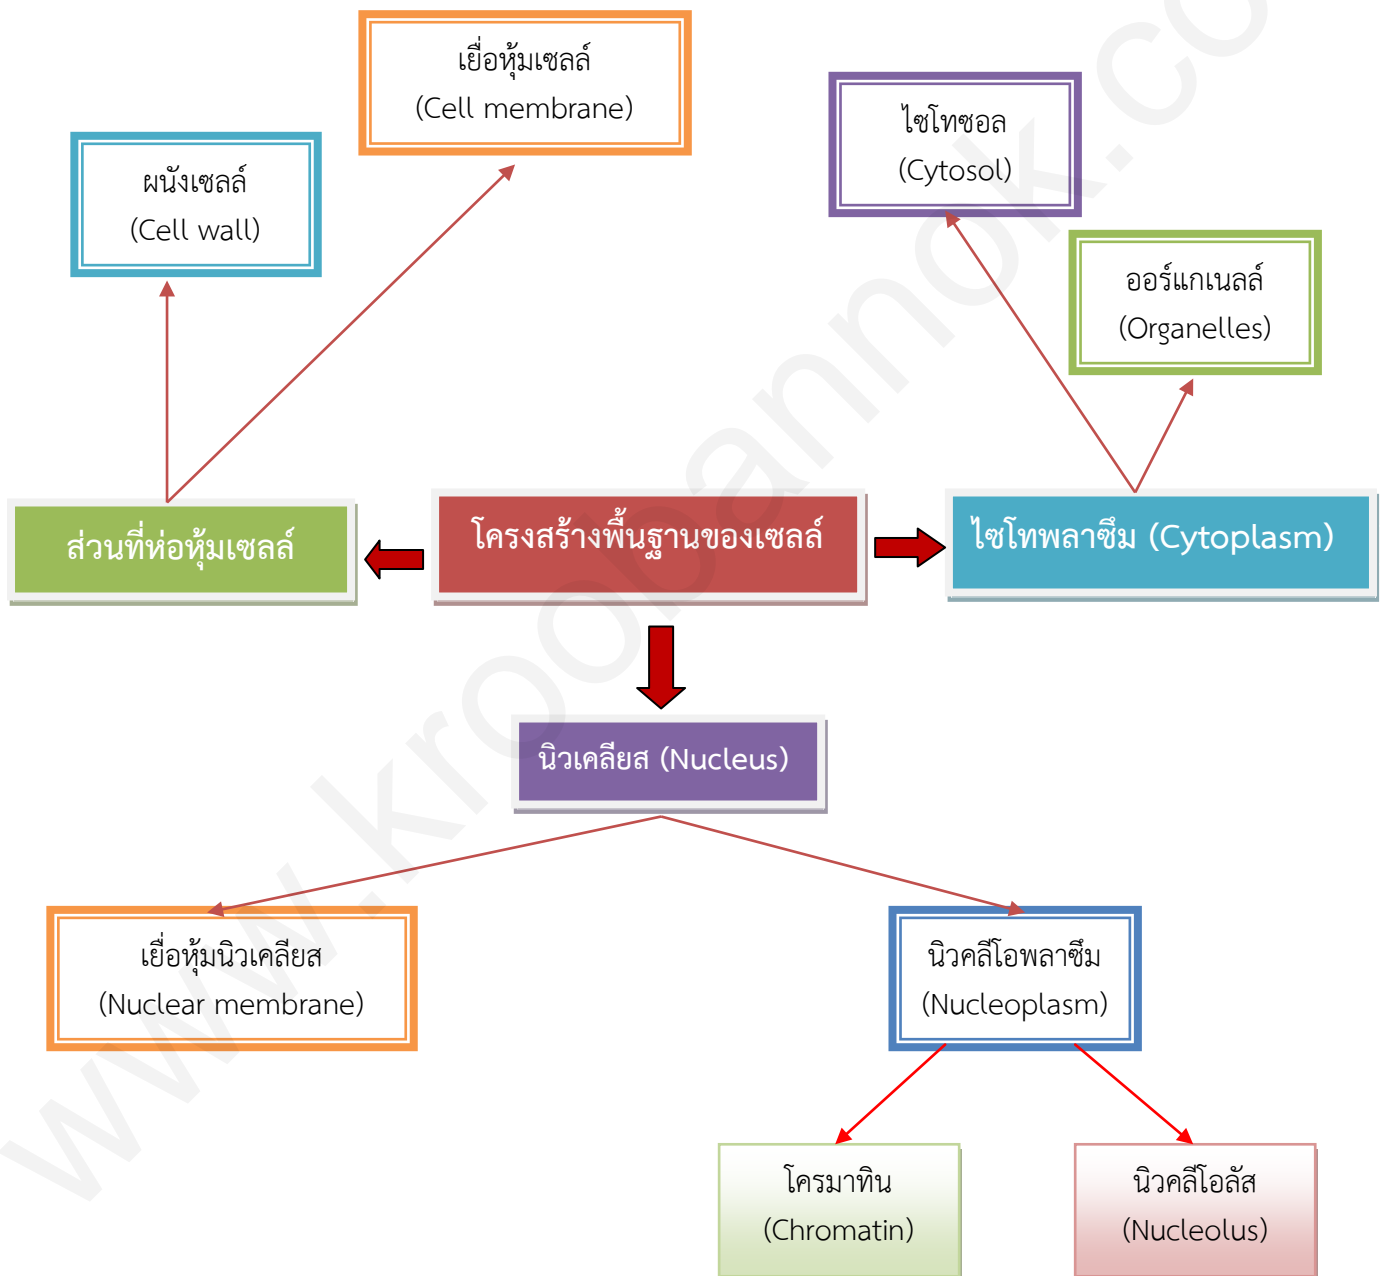 เยื่อหุ้มเซลล์
(Cell membrane)
ไซโทซอล
(Cytosol)
ผนังเซลล์
(Cell wall)
ออร์แกเนลล์
(Organelles)
ส่วนที่ห่อหุ้มเซลล์
โครงสร้างพื้นฐานของเซลล์
ไซโทพลาซึม (Cytoplasm)
นิวเคลียส (Nucleus)
เยื่อหุ้มนิวเคลียส
(Nuclear membrane)
นิวคลีโอพลาซึม
(Nucleoplasm)
โครมาทิน
(Chromatin)
นิวคลีโอลัส
(Nucleolus)
www.kroobannok.co